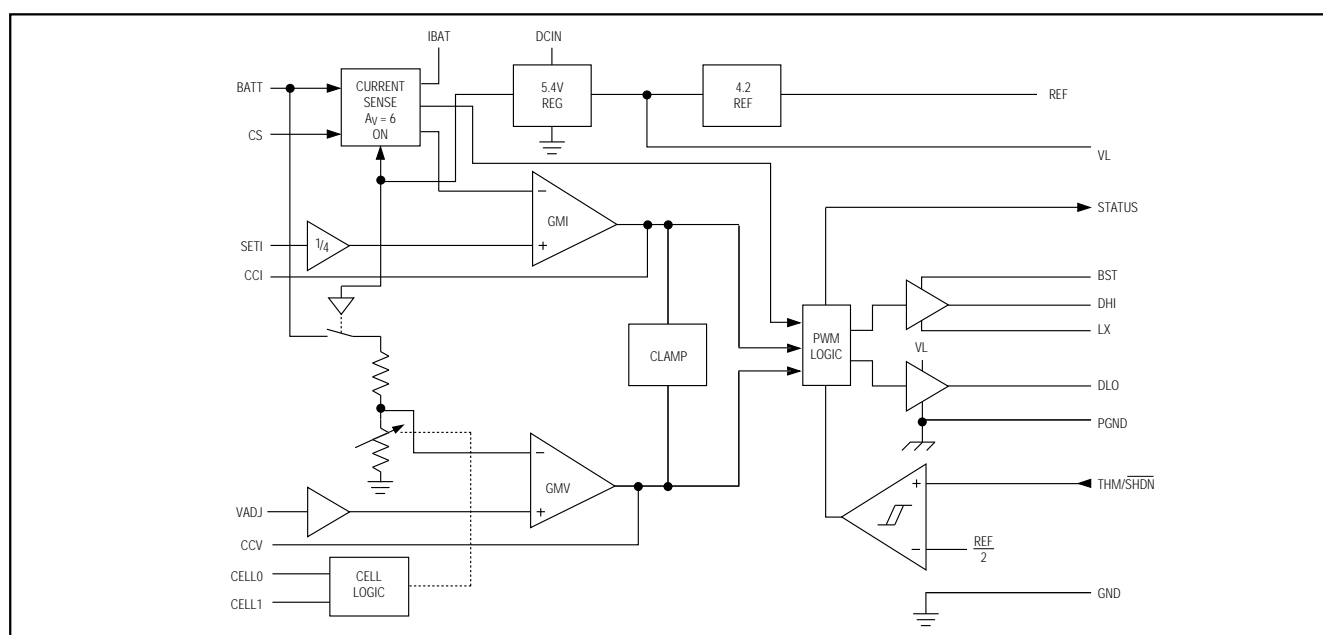 IBAT
DCIN
BATT
CS
CURRENT
SENSE
AV = 6
ON
5.4V
REG
4.2
REF
REF
VL
STATUS
SETI
1/4
−
GMI
+
CCI
BST
DHI
LX
CLAMP
PWM
LOGIC
VL
DLO
PGND
−
GMV
+
VADJ
CCV
+
THM/SHDN
−
REF
2
CELL0
CELL1
CELL
LOGIC
GND